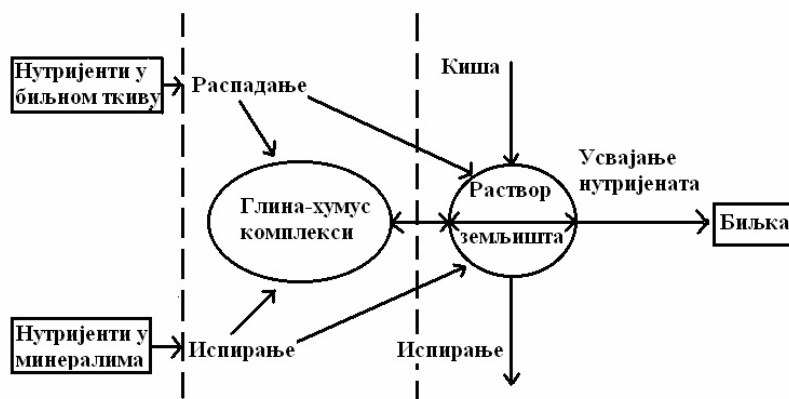 Нутријенти у
биљном ткиву
Распадање
Киша
Усвајање
нутријената
Глина-хумус
комплекси
Раствор
земљишта
Биљка
Нутријенти у
минералима
Испирање
Испирање